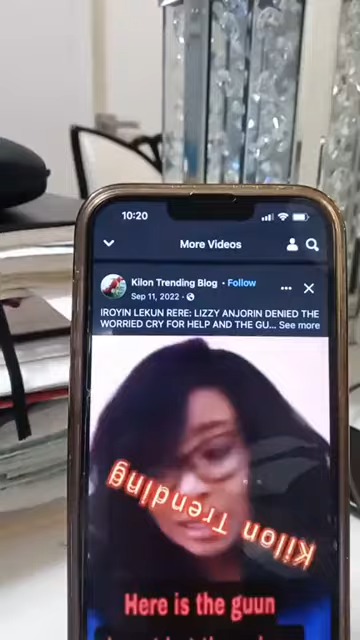 10:20
More Videos
Kilon Trending Blog · Follow
Sep 11, 2022 ·
IROYIN LEKUN RERE: LIZZY ANJORIN DENIED THE
WORRIED CRY FOR HELP AND THE GU... See more
Kilon Trending
Here is the guun